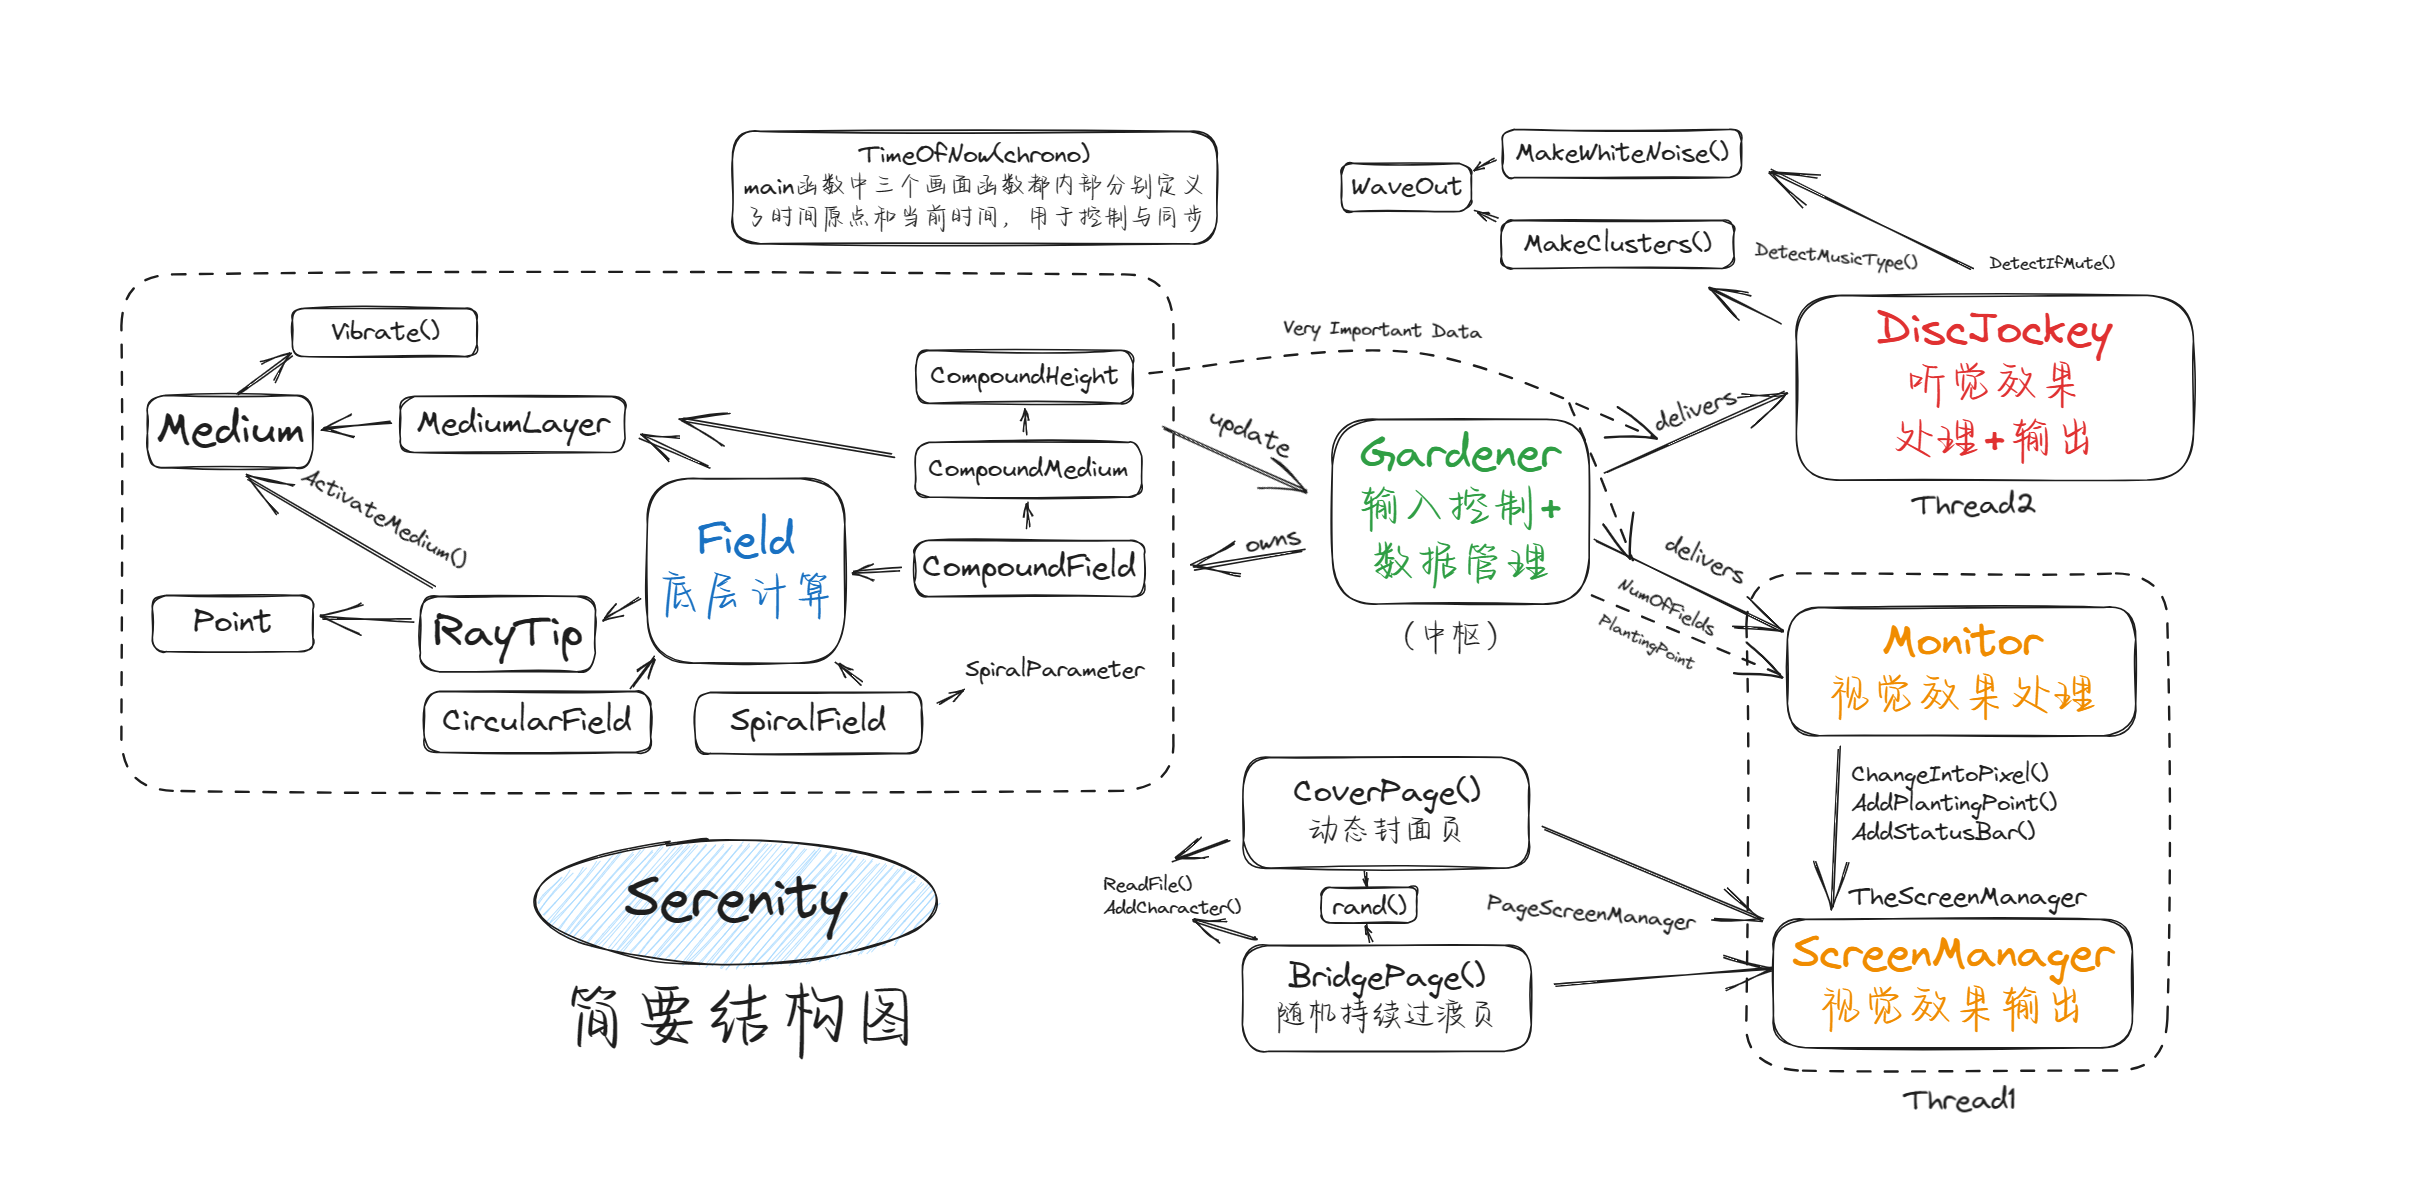 TimeOfNow(chrono)
main函数中三个画面函数都内部分别定义
了时间原点和当前时间，用于控制与同步
WaveOut
MakeWhiteNoise()
MakeClusters()
DetectMusicType()
DetectIfMute()
DiscJockey
听觉效果
处理+输出
Thread2
Vibrate()
Medium
MediumLayer
ActivateMedium()
Point
RayTip
Field
底层计算
CircularField
SpiralField
SpiralParameter
CompoundHeight
CompoundMedium
CompoundField
Very Important Data
update
owns
Gardener
输入控制+
数据管理
(中枢)
delivers
delivers
NumOfFields
PlantingPoint
Monitor
视觉效果处理
ChangeIntoPixel()
AddPlantingPoint()
AddStatusBar()
TheScreenManager
ScreenManager
视觉效果输出
Thread1
CoverPage()
动态封面页
ReadFile()
AddCharacter()
rand()
PageScreenManager
BridgePage()
随机持续过渡页
Serenity
简要结构图